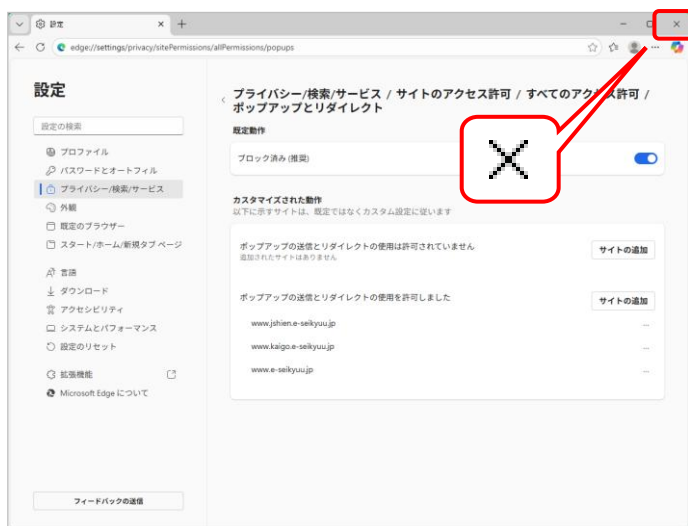 設定
edge://settings/privacy/sitePermissions/allPermissions/popups
設定
設定の検索
プロファイル
パスワードとオートフィル
プライバシー/検索/サービス
外観
既定のブラウザー
スタート/ホーム/新規タブ ページ
言語
ダウンロード
アクセシビリティ
システムとパフォーマンス
設定のリセット
拡張機能
Microsoft Edge について
フィードバックの送信
プライバシー/検索/サービス / サイトのアクセス許可 / すべてのアクセス許可 /
ポップアップとリダイレクト
既定動作
ブロック済み (推奨)
カスタマイズされた動作
以下に示すサイトは、既定ではなくカスタム設定に従います
ポップアップの送信とリダイレクトの使用は許可されていません
追加されたサイトはありません
サイトの追加
ポップアップの送信とリダイレクトの使用を許可しました
サイトの追加
www.jshien.e-seikyuu.jp
www.kaigo.e-seikyuu.jp
www.e-seikyuu.jp